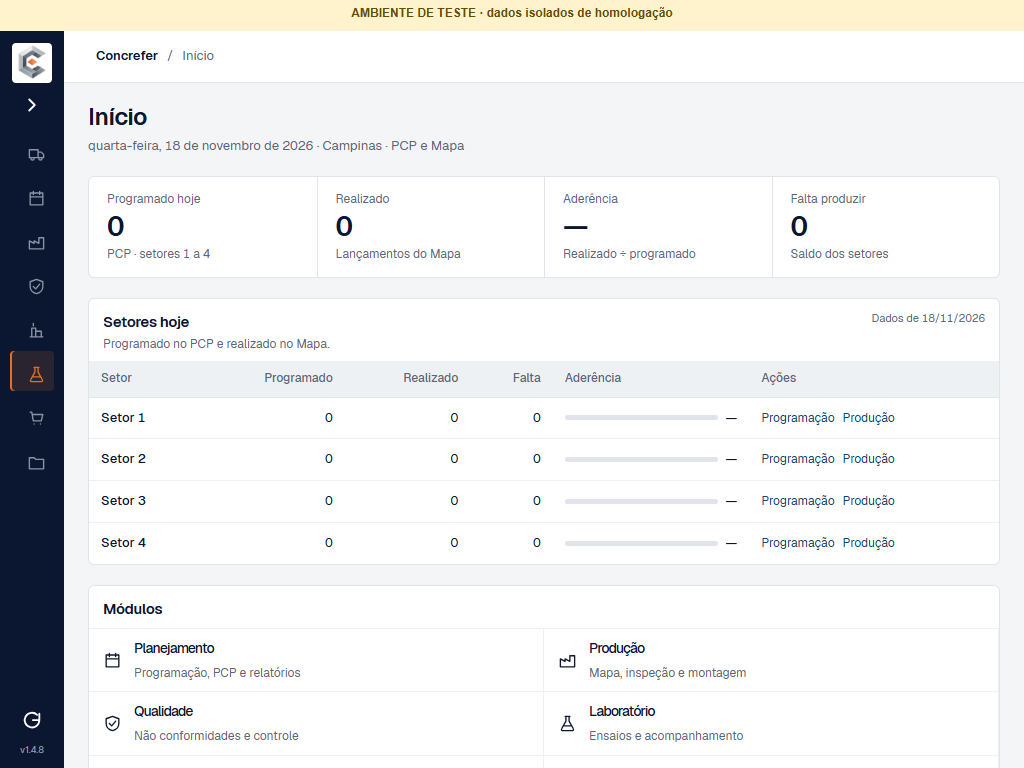 AMBIENTE DE TESTE · dados isolados de homologação
Concrefer / Início
Início
quarta-feira, 18 de novembro de 2026 · Campinas · PCP e Mapa
Programado hoje
0
PCP · setores 1 a 4
Realizado
0
Lançamentos do Mapa
Aderência
—
Realizado ÷ programado
Falta produzir
0
Saldo dos setores
Setores hoje
Dados de 18/11/2026
Programado no PCP e realizado no Mapa.
Setor Programado Realizado Falta Aderência Ações
Setor 1 0 0 0 — Programação Produção
Setor 2 0 0 0 — Programação Produção
Setor 3 0 0 0 — Programação Produção
Setor 4 0 0 0 — Programação Produção
Módulos
Planejamento
Programação, PCP e relatórios
Produção
Mapa, inspeção e montagem
Qualidade
Não conformidades e controle
Laboratório
Ensaios e acompanhamento
v1.4.8